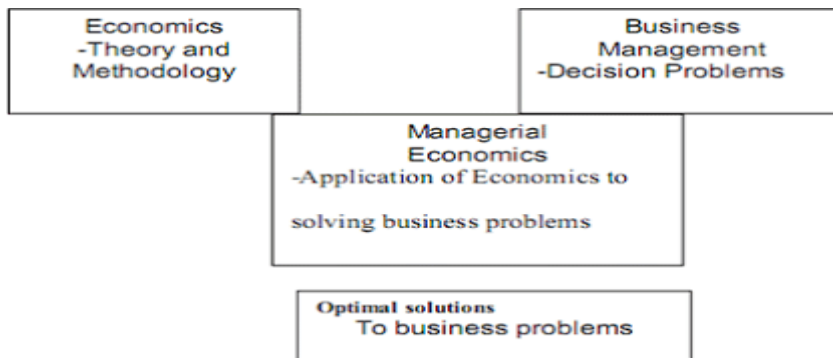 Economics
-Theory and
Methodology
Business
Management
-Decision Problems
Managerial
Economics
-Application of Economics to
solving business problems
Optimal solutions
To business problems